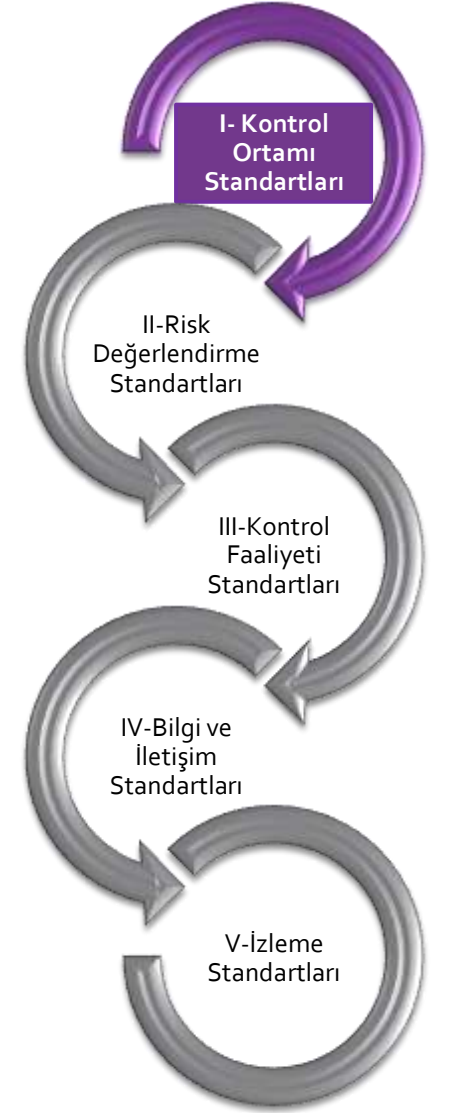 I- Kontrol
Ortamı
Standartları
II-Risk
Değerlendirme
Standartları
III-Kontrol
Faaliyeti
Standartları
IV-Bilgi ve
İletişim
Standartları
V-İzleme
Standartları